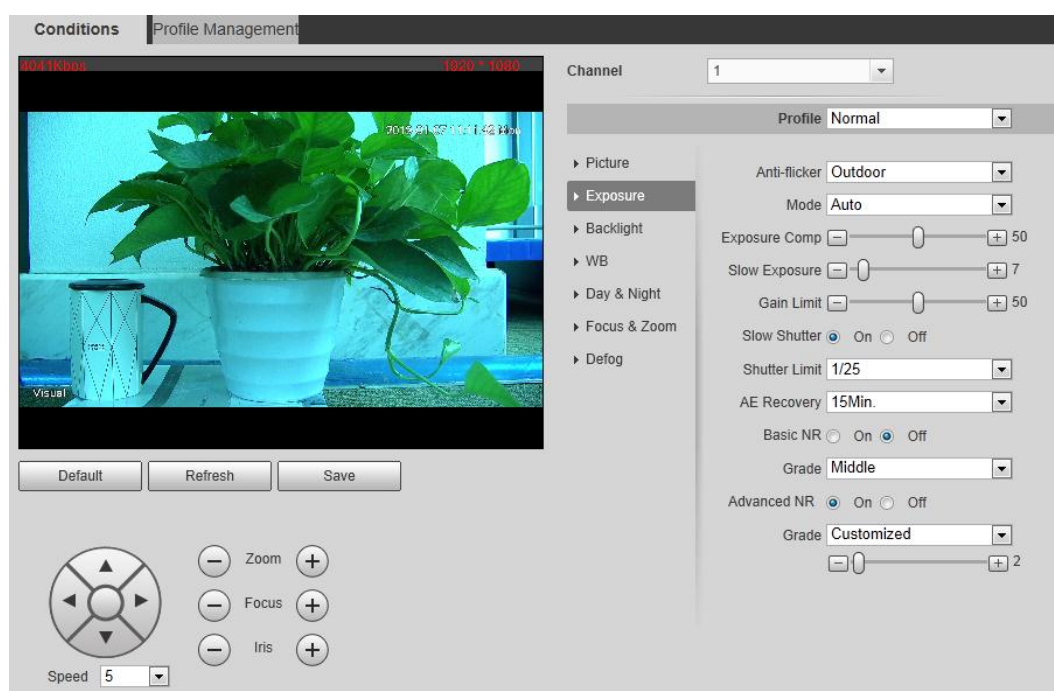 Conditions
Profile Management
4041Kbps
1920 * 1080
Visual
Default
Refresh
Save
Zoom
Focus
Iris
Speed 5
Channel 1
Profile Normal
Picture
Exposure
Backlight
WB
Day & Night
Focus & Zoom
Defog
Anti-flicker Outdoor
Mode Auto
Exposure Comp 50
Slow Exposure 7
Gain Limit 50
Slow Shutter On Off
Shutter Limit 1/25
AE Recovery 15Min.
Basic NR On Off
Grade Middle
Advanced NR On Off
Grade Customized
2